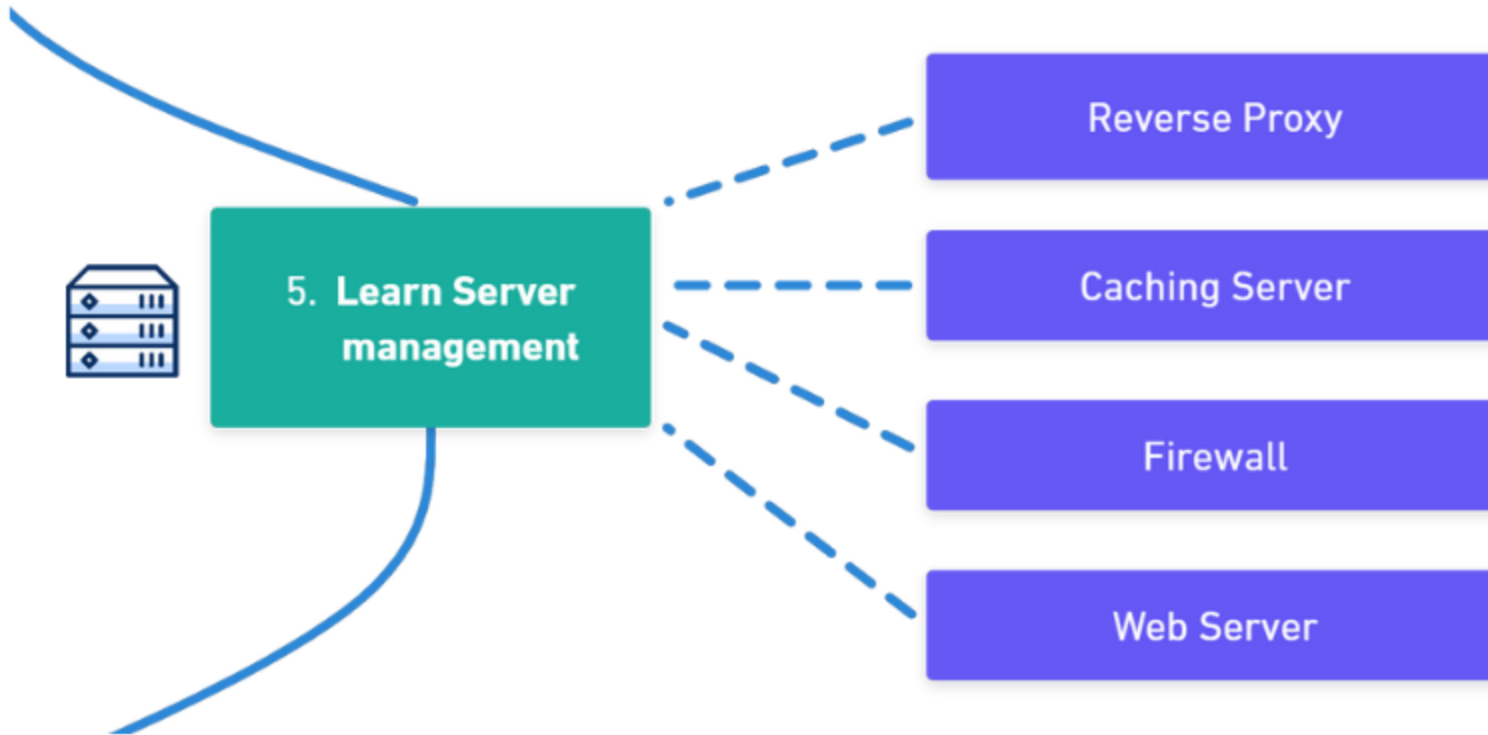 Reverse Proxy
5. Learn Server
management
Caching Server
Firewall
Web Server